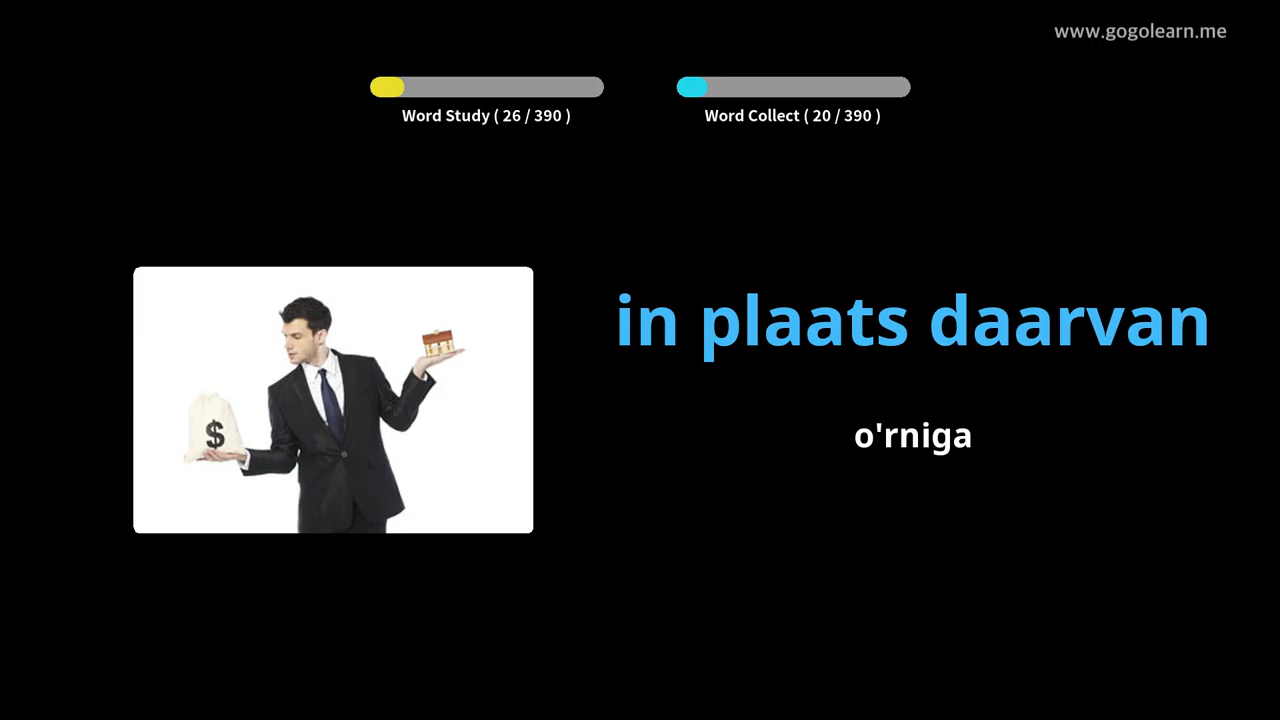 www.gogolearn.me
Word Study ( 26 / 390 )
Word Collect ( 20 / 390 )
in plaats daarvan
$
o'rniga